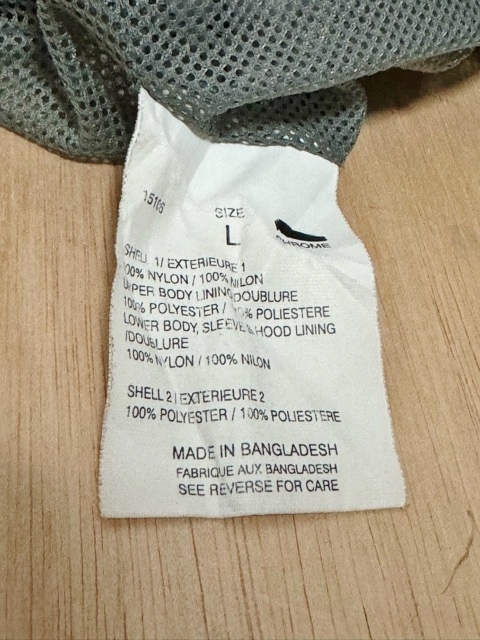 15106
SIZE
L
CHROME
SHELL 1/ EXTERIEURE 1
100% NYLON / 100% NILON
UPPER BODY LINING/DOUBLURE
100% POLYESTER / 100% POLIESTERE
LOWER BODY, SLEEVE & HOOD LINING
/DOUBLURE
100% NYLON / 100% NILON
SHELL 2 / EXTERIEURE 2
100% POLYESTER / 100% POLIESTERE
MADE IN BANGLADESH
FABRIQUE AUX BANGLADESH
SEE REVERSE FOR CARE